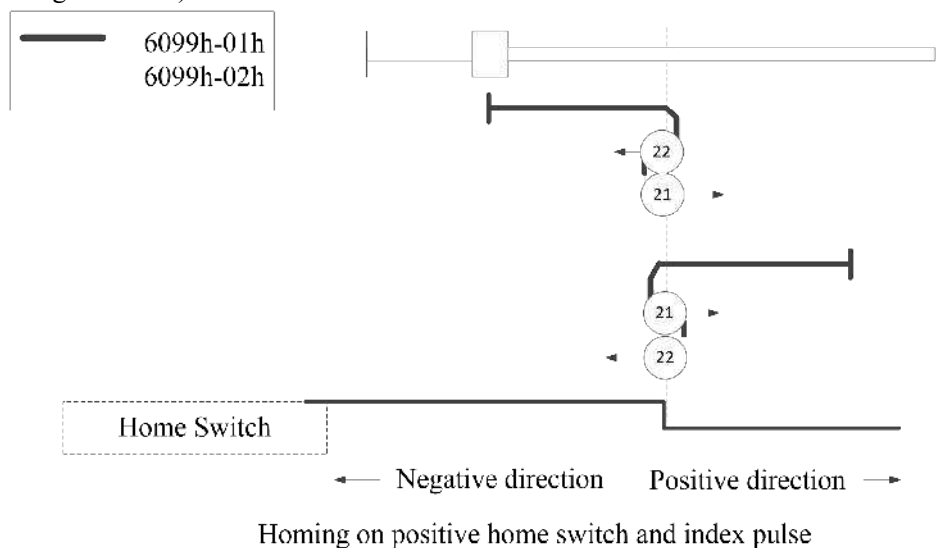 6099h-01h
6099h-02h
22
21
21
22
Home Switch
Negative direction
Positive direction
Homing on positive home switch and index pulse